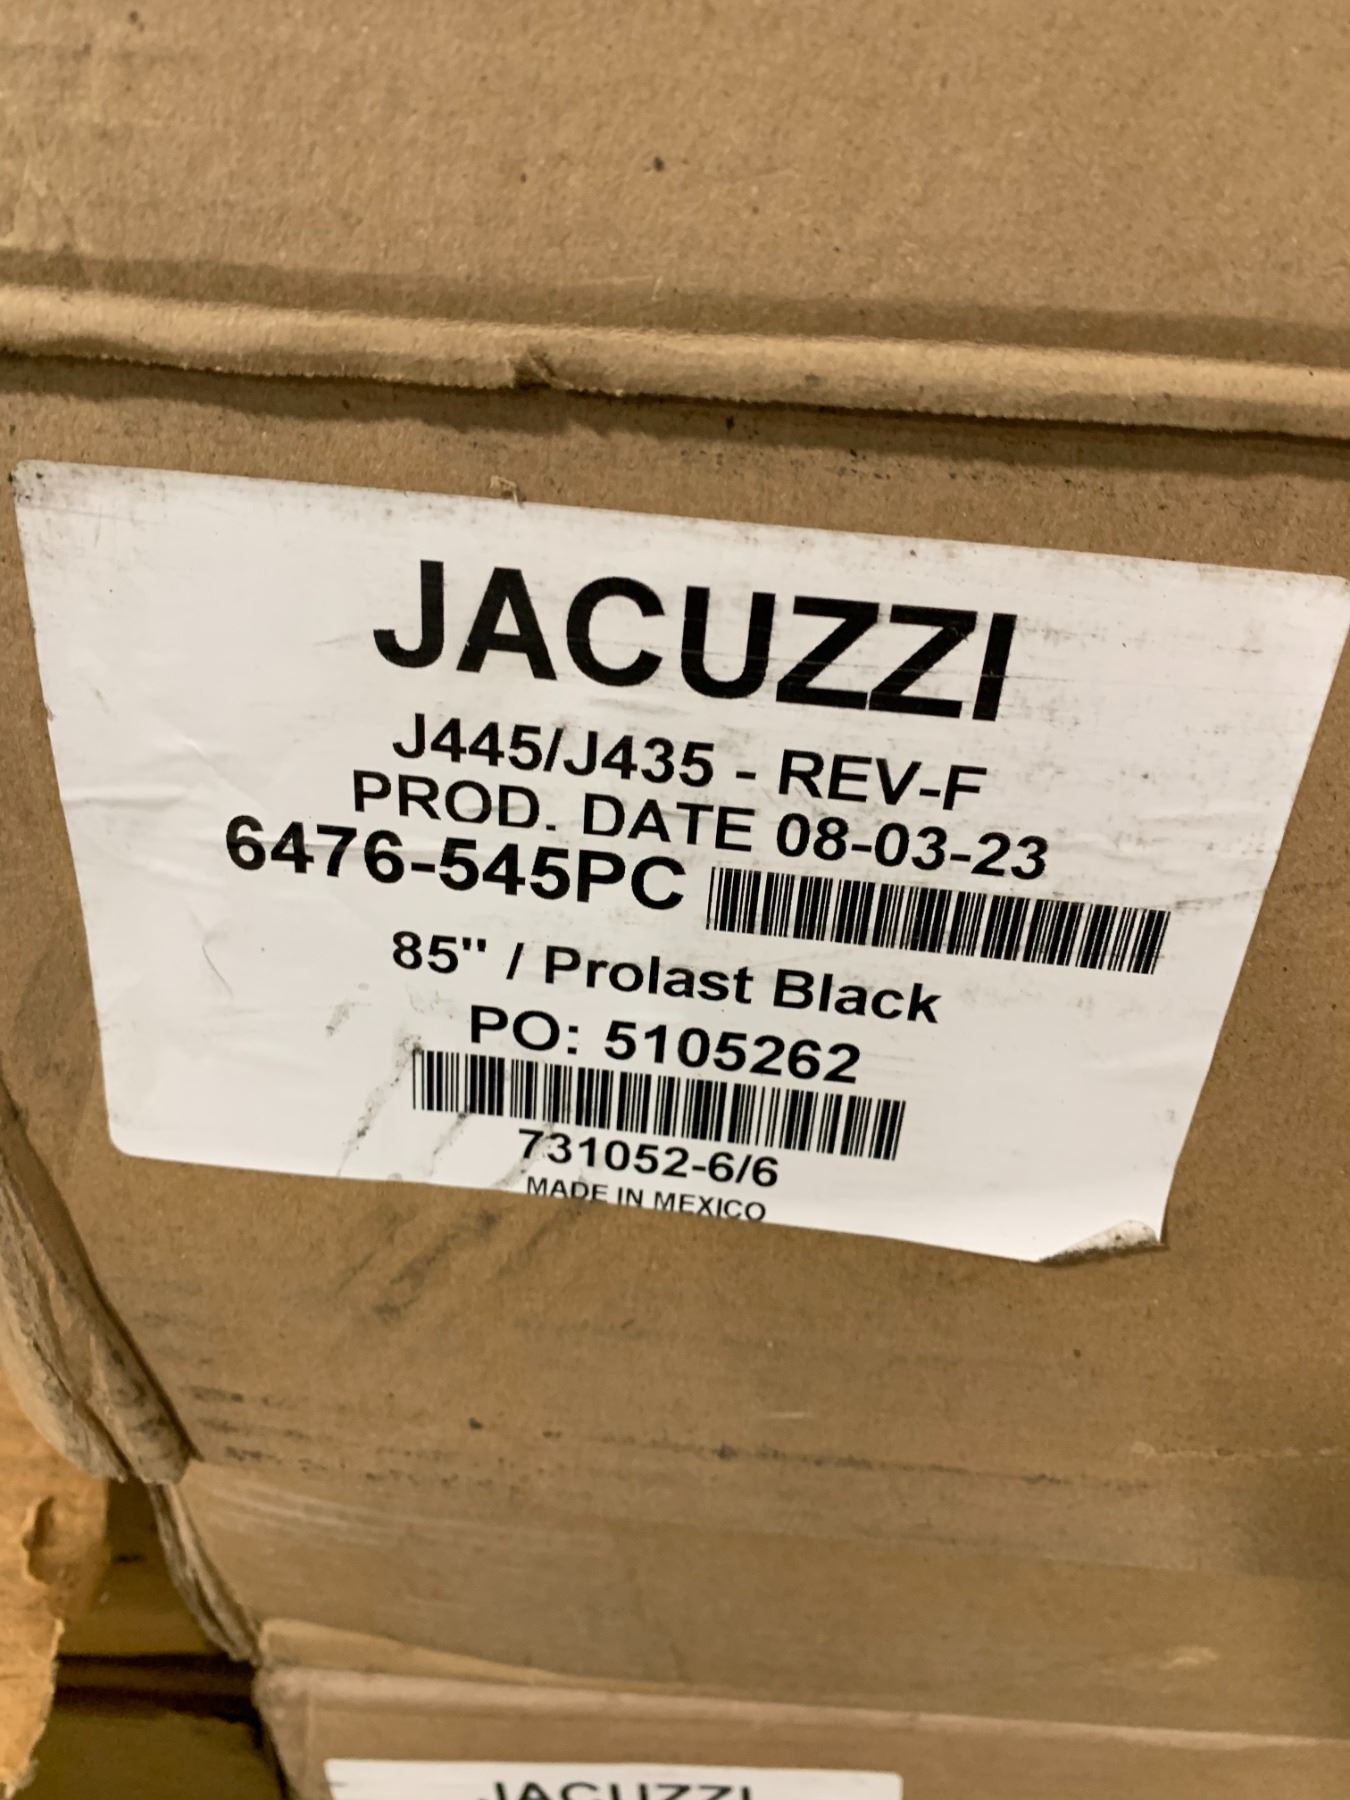 JACUZZI
J445/J435 - REV-F
PROD. DATE 08-03-23
6476-545PC
85" / Prolast Black
PO: 5105262
731052-6/6
MADE IN MEXICO
JACUZZI